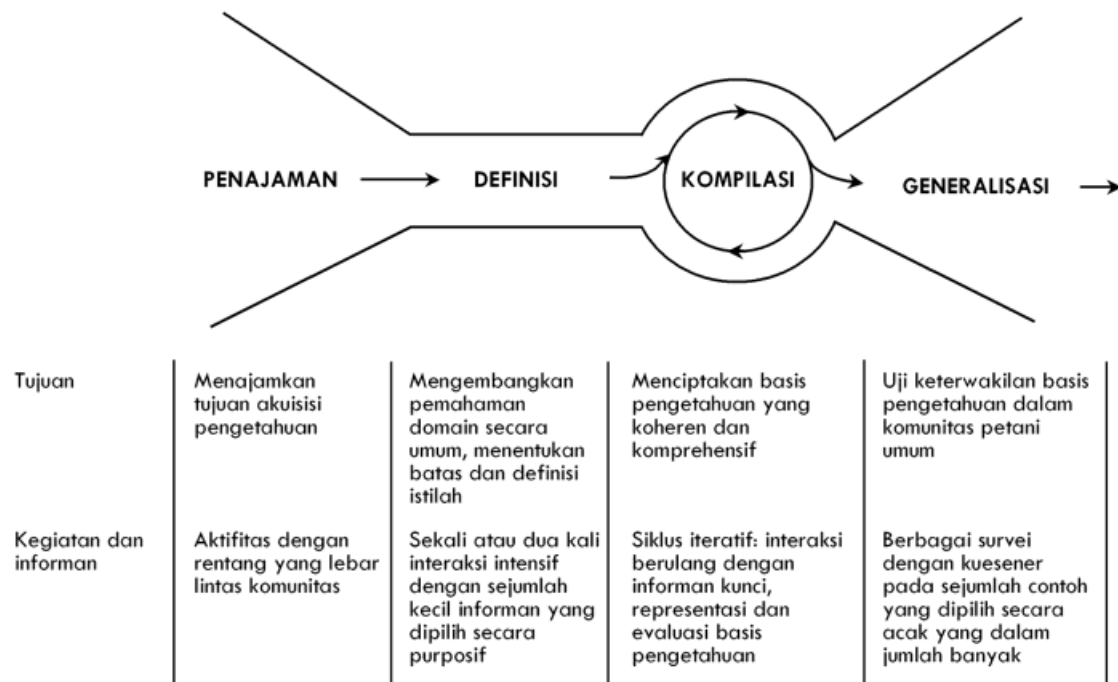 PENAJAMAN
DEFINISI
KOMPILASI
GENERALISASI
Tujuan
Menajamkan
tujuan akuisisi
pengetahuan
Mengembangkan
pemahaman
domain secara
umum, menentukan
batas dan definisi
istilah
Menciptakan basis
pengetahuan yang
koheren dan
komprehensif
Uji keterwakilan basis
pengetahuan dalam
komunitas petani
umum
Kegiatan dan
informan
Aktifitas dengan
rentang yang lebar
lintas komunitas
Sekali atau dua kali
interaksi intensif
dengan sejumlah
kecil informan yang
dipilih secara
purposif
Siklus iteratif: interaksi
berulang dengan
informan kunci,
representasi dan
evaluasi basis
pengetahuan
Berbagai survei
dengan kuesener
pada sejumlah contoh
yang dipilih secara
acak yang dalam
jumlah banyak